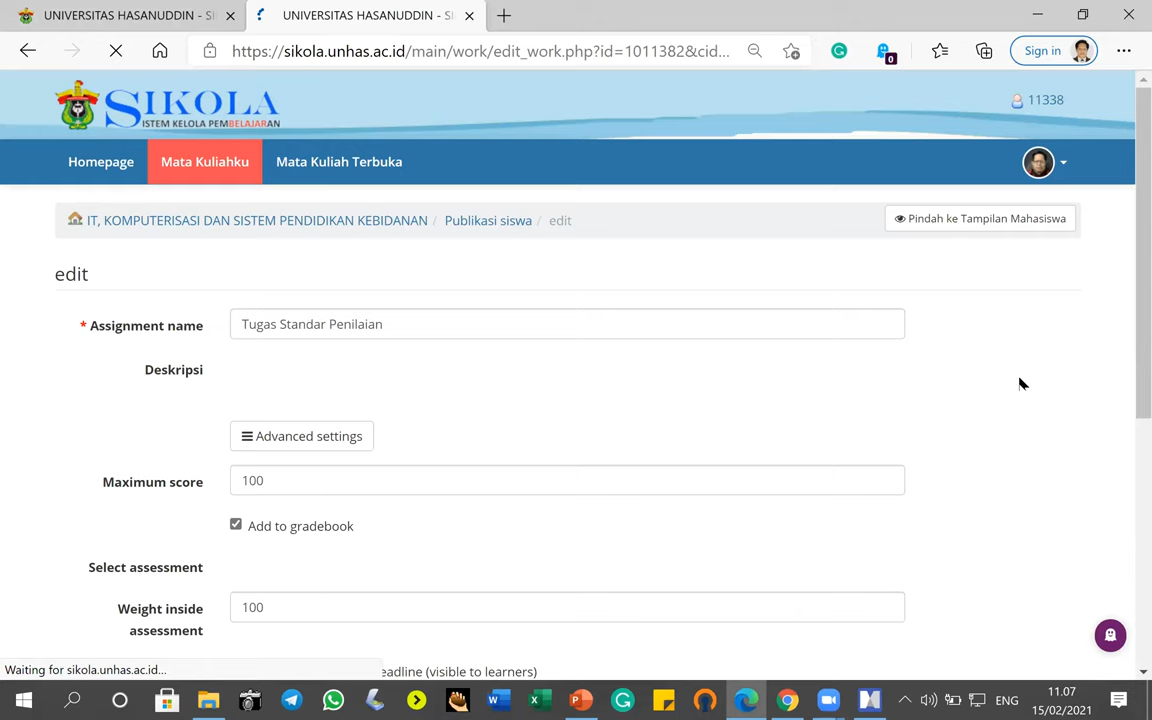 UNIVERSITAS HASANUDDIN - SI
UNIVERSITAS HASANUDDIN - SI
https://sikola.unhas.ac.id/main/work/edit_work.php?id=1011382&cid...
0
Sign in
SIKOLA
ISTEM KELOLA PEMBELAJARAN
11338
Homepage
Mata Kuliahku
Mata Kuliah Terbuka
IT, KOMPUTERISASI DAN SISTEM PENDIDIKAN KEBIDANAN / Publikasi siswa / edit
Pindah ke Tampilan Mahasiswa
edit
* Assignment name
Tugas Standar Penilaian
Deskripsi
Advanced settings
Maximum score
100
Add to gradebook
Select assessment
Weight inside
assessment
100
eadline (visible to learners)
Waiting for sikola.unhas.ac.id...
ENG
11.07
15/02/2021